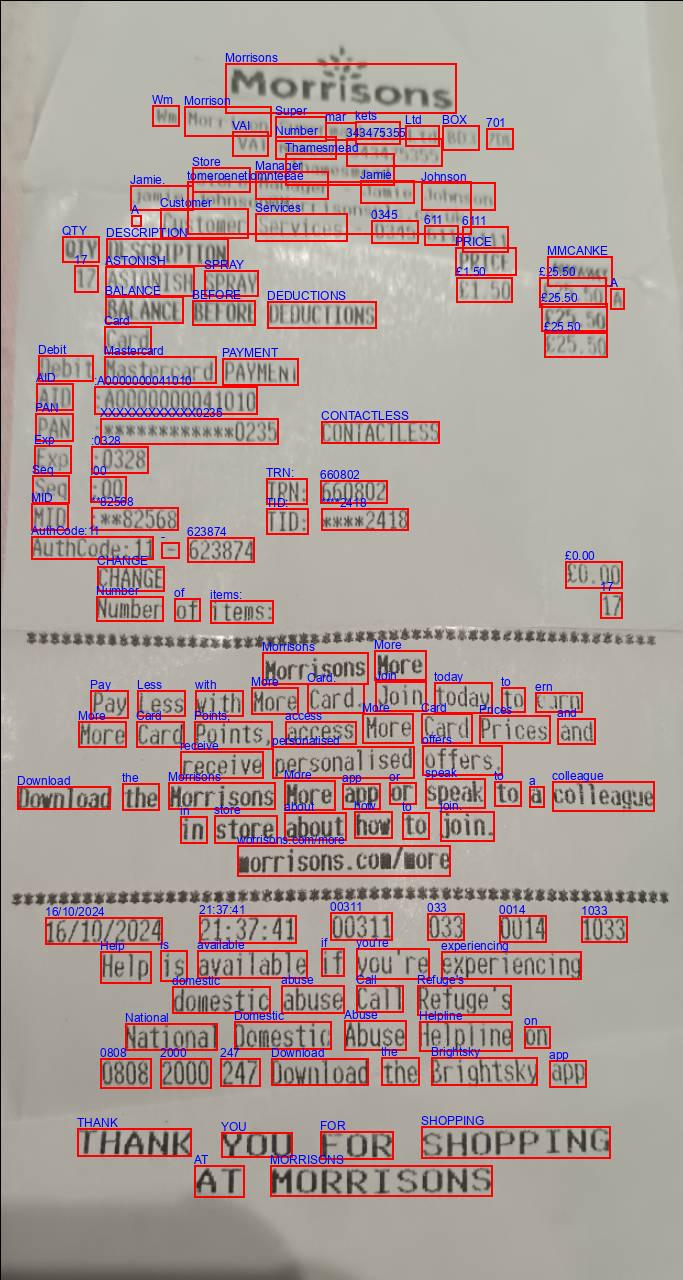 Morrisons
Wm Morrison Supermarkets Ltd BD3 7DL
VAT Number 343475355
Thamesmead
Store Manager - Jamie Johnson
Customer Services - 0345 611 6111
QTY DESCRIPTION PRICE
17 ASTONISH SPRAY £1.50 £25.50 A
BALANCE BEFORE DEDUCTIONS £25.50
Card £25.50
Debit Mastercard PAYMENT
AID :A0000000041010
PAN :************0235 CONTACTLESS
Exp :0328
Seq :00 TRN: 660802
MID :**82568 TID: ****2418
AuthCode:11 - 623874
CHANGE £0.00
Number of items: 17
Morrisons More
Pay Less with More Card. Join today to earn
More Card Points, access More Card Prices and
receive personalised offers.
Download the Morrisons More app or speak to a colleague
in store about how to join.
morrisons.com/more
16/10/2024 21:37:41 00311 033 0014 1033
Help is available if you're experiencing
domestic abuse Call Refuge's
National Domestic Abuse Helpline on
0808 2000 247 Download the Brightsky app
THANK YOU FOR SHOPPING
AT MORRISONS